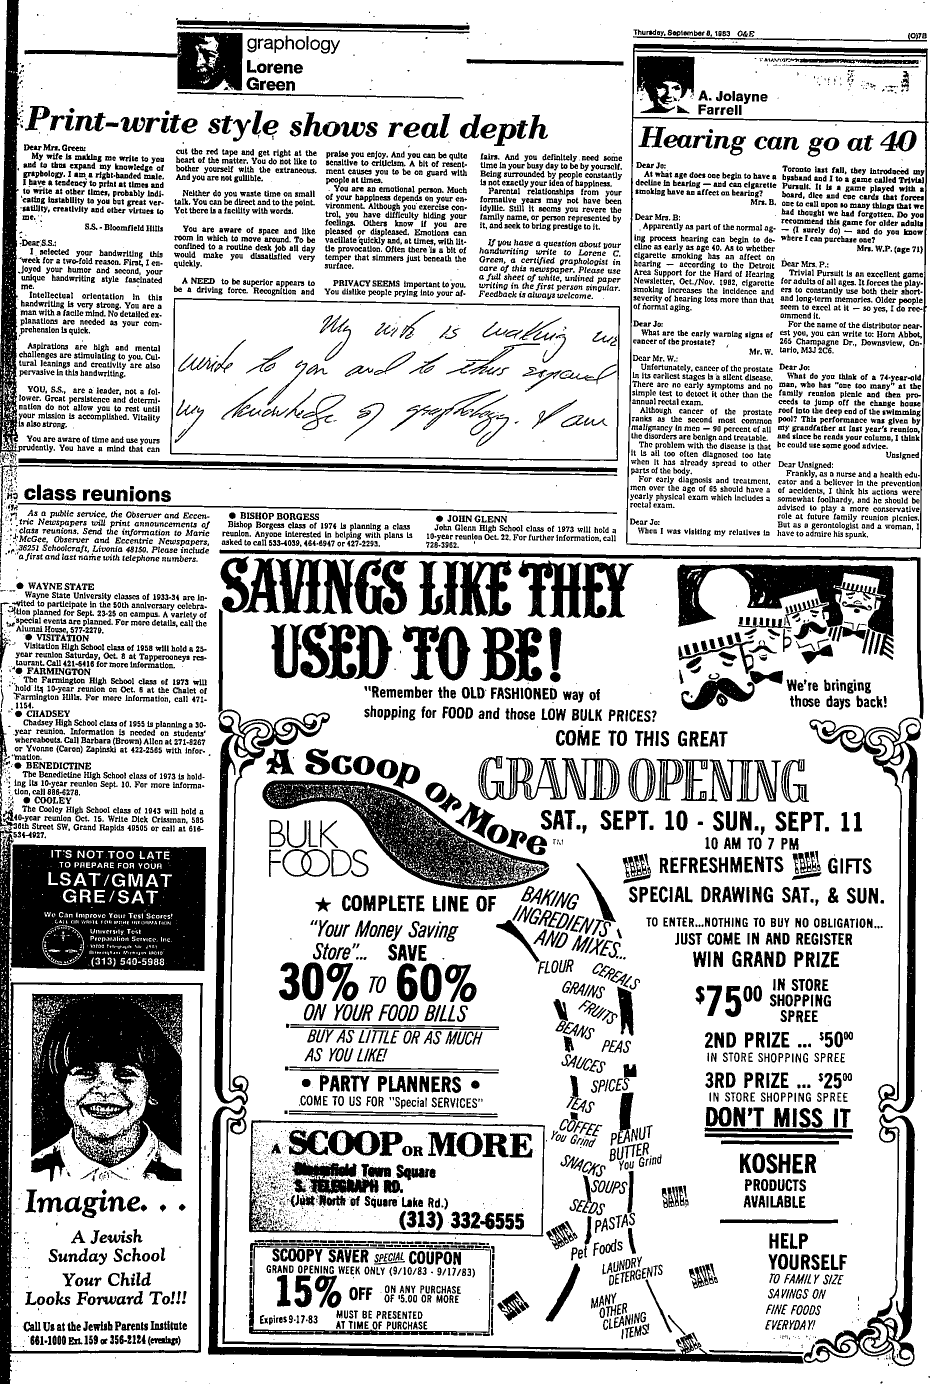 Thursday, September 8, 1983 O&E
(O)7B
graphology
Lorene
Green
Print-write style shows real depth
Dear Mrs. Green:
My wife is making me write to you
and to thus expand my knowledge of
graphology. I am a right-handed male.
I have a tendency to print at times and
to write at other times, probably indi-
cating instability to you but great ver-
satility, creativity and other virtues to
me.
S.S. - Bloomfield Hills
Dear S.S.:
I selected your handwriting this
week for a two-fold reason. First, I en-
joyed your humor and second, your
unique handwriting style fascinated
me.
Intellectual orientation in this
handwriting is very strong. You are a
man with a facile mind. No detailed ex-
planations are needed as your com-
prehension is quick.
Aspirations are high and mental
challenges are stimulating to you. Cul-
tural leanings and creativity are also
pervasive in this handwriting.
YOU, S.S., are a leader, not a fol-
lower. Great persistence and determi-
nation do not allow you to rest until
your mission is accomplished. Vitality
is also strong.
You are aware of time and use yours
prudently. You have a mind that can
cut the red tape and get right at the
heart of the matter. You do not like to
bother yourself with the extraneous.
And you are not gullible.
Neither do you waste time on small
talk. You can be direct and to the point.
Yet there is facility with words.
You are aware of space and like
room in which to move around. To be
confined to a routine desk job all day
would make you dissatisfied very
quickly.
A NEED to be superior appears to
be a driving force. Recognition and
praise you enjoy. And you can be quite
sensitive to criticism. A bit of resent-
ment causes you to be on guard with
people at times.
You are an emotional person. Much
of your happiness depends on your en-
vironment. Although you exercise con-
trol, you have difficulty hiding your
feelings. Others know if you are
pleased or displeased. Emotions can
vacillate quickly and, at times, with lit-
tle provocation. Often there is a bit of
temper that simmers just beneath the
surface.
PRIVACY SEEMS important to you.
You dislike people prying into your af-
fairs. And you definitely need some
time in your busy day to be by yourself.
Being surrounded by people constantly
is not exactly your idea of happiness.
Parental relationships from your
formative years may not have been
idyllic. Still it seems you revere the
family name, or person represented by
it, and seek to bring prestige to it.
If you have a question about your
handwriting write to Lorene C.
Green, a certified graphologist in
care of this newspaper. Please use
a full sheet of white, unlined paper
writing in the first person singular.
Feedback is always welcome.
My wife is making me
write to you and to thus expand
my knowledge of graphology. I am
A. Jolayne
Farrell
Hearing can go at 40
Dear Jo:
At what age does one begin to have a
decline in hearing — and can cigarette
smoking have an affect on hearing?
Mrs. B.
Dear Mrs. B:
Apparently as part of the normal ag-
ing process hearing can begin to de-
cline as early as age 40. As to whether
cigarette smoking has an affect on
hearing — according to the Detroit
Area Support for the Hard of Hearing
Newsletter, Oct./Nov. 1982, cigarette
smoking increases the incidence and
severity of hearing loss more than that
of normal aging.
Dear Jo:
What are the early warning signs of
cancer of the prostate?
Mr. W.
Dear Mr. W.:
Unfortunately, cancer of the prostate
in its earliest stages is a silent disease.
There are no early symptoms and no
simple test to detect it other than the
annual rectal exam.
Although cancer of the prostate
ranks as the second most common
malignancy in men — 90 percent of all
the disorders are benign and treatable.
The problem with the disease is that
it is all too often diagnosed too late
when it has already spread to other
parts of the body.
For early diagnosis and treatment,
men over the age of 65 should have a
yearly physical exam which includes a
rectal exam.
Dear Jo:
When I was visiting my relatives in
Toronto last fall, they introduced my
husband and I to a game called Trivial
Pursuit. It is a game played with a
board, dice and cue cards that forces
one to call upon so many things that we
had thought we had forgotten. Do you
recommend this game for older adults
— (I surely do) — and do you know
where I can purchase one?
Mrs. W.P. (age 71)
Dear Mrs. P.:
Trivial Pursuit is an excellent game
for adults of all ages. It forces the play-
ers to constantly use both their short-
and long-term memories. Older people
seem to excel at it — so yes, I do rec-
ommend it.
For the name of the distributor near-
est you, you can write to: Horn Abbot,
265 Champagne Dr., Downsview, On-
tario, M3J 2C6.
Dear Jo:
What do you think of a 74-year-old
man, who has "one too many" at the
family reunion picnic and then pro-
ceeds to jump off the change house
roof into the deep end of the swimming
pool? This performance was given by
my grandfather at last year's reunion,
and since he reads your column, I think
he could use some good advice.
Unsigned
Dear Unsigned:
Frankly, as a nurse and a health edu-
cator and a believer in the prevention
of accidents, I think his actions were
somewhat foolhardy, and he should be
advised to play a more conservative
role at future family reunion picnics.
But as a gerontologist and a woman, I
have to admire his spunk.
class reunions
As a public service, the Observer and Eccen-
tric Newspapers will print announcements of
class reunions. Send the information to Marie
McGee, Observer and Eccentric Newspapers,
36251 Schoolcraft, Livonia 48150. Please include
a first and last name with telephone numbers.
● WAYNE STATE
Wayne State University classes of 1933-34 are in-
vited to participate in the 50th anniversary celebra-
tion planned for Sept. 23-25 on campus. A variety of
special events are planned. For more details, call the
Alumni House, 577-2279.
● VISITATION
Visitation High School class of 1958 will hold a 25-
year reunion Saturday, Oct. 8 at Tapperooneys res-
taurant. Call 421-6416 for more information.
● FARMINGTON
The Farmington High School class of 1973 will
hold its 10-year reunion on Oct. 8 at the Chalet of
Farmington Hills. For more information, call 471-
1154.
● CHADSEY
Chadsey High School class of 1955 is planning a 30-
year reunion. Information is needed on students'
whereabouts. Call Barbara (Brown) Allen at 271-8267
or Yvonne (Caron) Zapinski at 422-2565 with infor-
mation.
● BENEDICTINE
The Benedictine High School class of 1973 is hold-
ing its 10-year reunion Sept. 10. For more informa-
tion, call 886-6278.
● COOLEY
The Cooley High School class of 1943 will hold a
40-year reunion Oct. 15. Write Dick Crissman, 585
36th Street SW, Grand Rapids 49505 or call at 616-
534-4927.
● BISHOP BORGESS
Bishop Borgess class of 1974 is planning a class
reunion. Anyone interested in helping with plans is
asked to call 533-4039, 464-6947 or 427-2293.
● JOHN GLENN
John Glenn High School class of 1973 will hold a
10-year reunion Oct. 22. For further information, call
728-3962.
IT'S NOT TOO LATE
TO PREPARE FOR YOUR
LSAT/GMAT
GRE/SAT
We Can Improve Your Test Scores!
CALL OR WRITE FOR MORE INFORMATION
University Test
Preparation Service, Inc.
(313) 540-5988
Imagine. . .
A Jewish
Sunday School
Your Child
Looks Forward To!!!
Call Us at the Jewish Parents Institute
661-1000 Ext. 159 or 356-2124 (evenings)
SAVINGS LIKE THEY
USED TO BE!
"Remember the OLD FASHIONED way of
shopping for FOOD and those LOW BULK PRICES?
We're bringing
those days back!
COME TO THIS GREAT
GRAND OPENING
A SCOOP OR MORE™
BULK
FOODS
SAT., SEPT. 10 - SUN., SEPT. 11
10 AM TO 7 PM
REFRESHMENTS GIFTS
SPECIAL DRAWING SAT., & SUN.
TO ENTER...NOTHING TO BUY NO OBLIGATION...
JUST COME IN AND REGISTER
WIN GRAND PRIZE
$75.00 IN STORE
SHOPPING
SPREE
2ND PRIZE ... $50.00
IN STORE SHOPPING SPREE
3RD PRIZE ... $25.00
IN STORE SHOPPING SPREE
DON'T MISS IT
KOSHER
PRODUCTS
AVAILABLE
HELP
YOURSELF
TO FAMILY SIZE
SAVINGS ON
FINE FOODS
EVERYDAY!
★ COMPLETE LINE OF
"Your Money Saving
Store"... SAVE
30% TO 60%
ON YOUR FOOD BILLS
BUY AS LITTLE OR AS MUCH
AS YOU LIKE!
• PARTY PLANNERS •
COME TO US FOR "Special SERVICES"
BAKING
INGREDIENTS
AND MIXES...
FLOUR
CEREALS
GRAINS
FRUITS
BEANS
PEAS
SAUCES
SPICES
TEAS
COFFEE
You Grind
PEANUT
BUTTER
You Grind
SNACKS
SOUPS
SEEDS
PASTAS
Pet Foods
LAUNDRY
DETERGENTS
MANY
OTHER
CLEANING
ITEMS!
A SCOOP OR MORE
Bloomfield Town Square
S. TELEGRAPH RD.
(Just North of Square Lake Rd.)
(313) 332-6555
SCOOPY SAVER SPECIAL COUPON
GRAND OPENING WEEK ONLY (9/10/83 - 9/17/83)
15% OFF ON ANY PURCHASE
OF $5.00 OR MORE
Expires 9-17-83
MUST BE PRESENTED
AT TIME OF PURCHASE